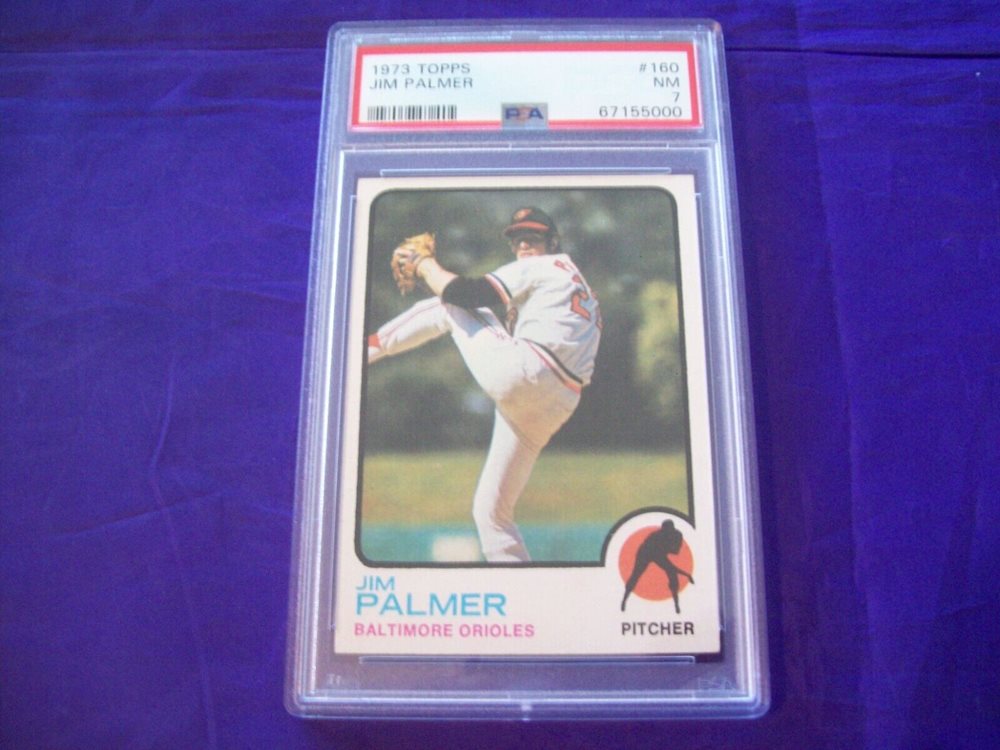 1973 TOPPS #160
JIM PALMER NM
7
PSA 67155000
JIM
PALMER
BALTIMORE ORIOLES
PITCHER